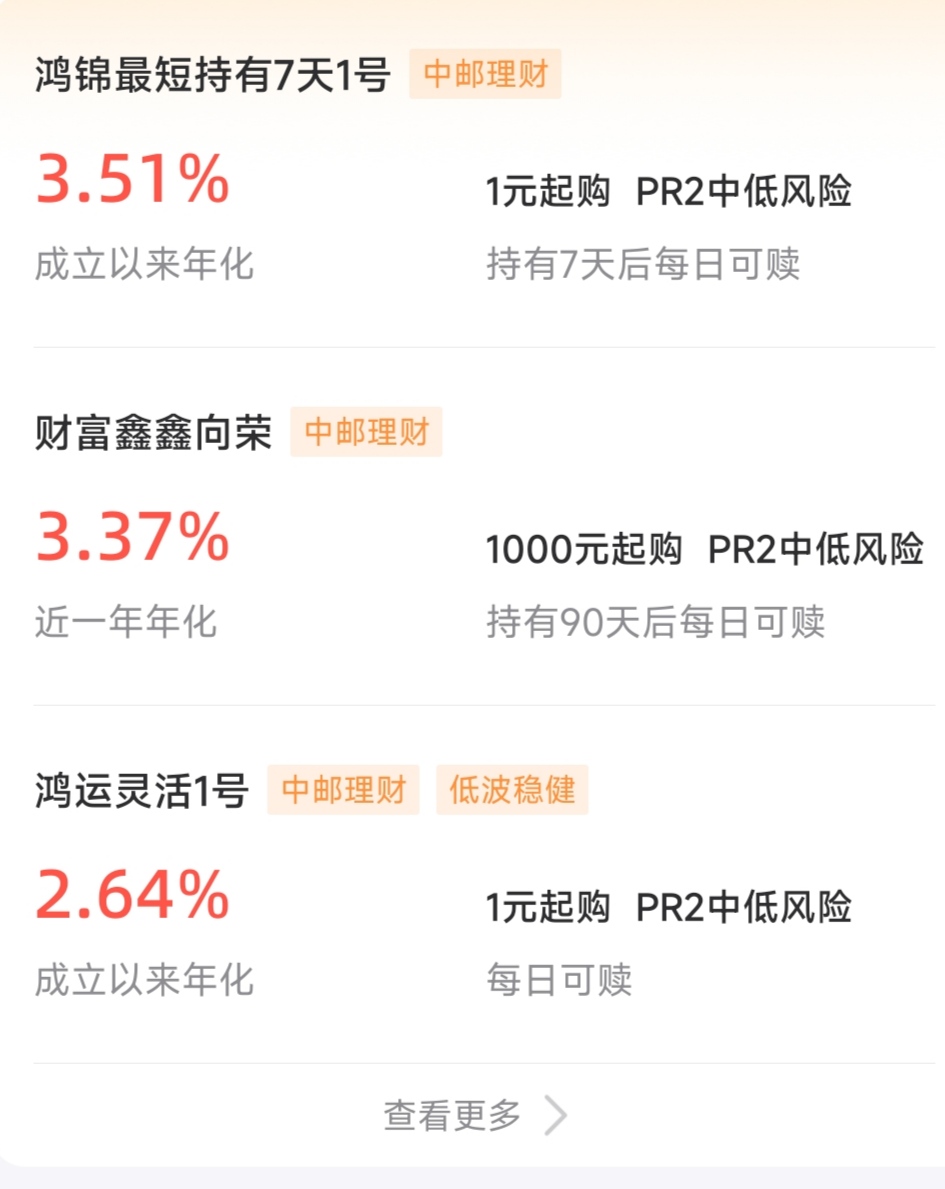 鸿锦最短持有7天1号 中邮理财
3.51% 1元起购 PR2中低风险
成立以来年化 持有7天后每日可赎
财富鑫鑫向荣 中邮理财
3.37% 1000元起购 PR2中低风险
近一年年化 持有90天后每日可赎
鸿运灵活1号 中邮理财 低波稳健
2.64% 1元起购 PR2中低风险
成立以来年化 每日可赎
查看更多